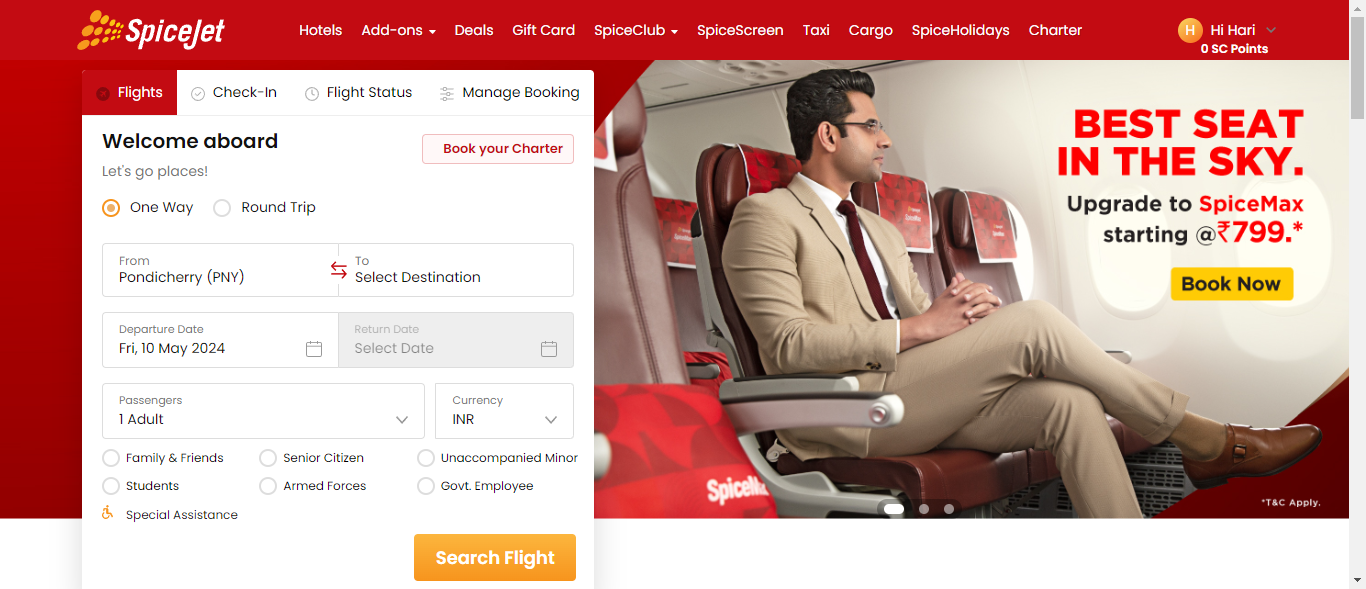 SpiceJet
Hotels Add-ons Deals Gift Card SpiceClub SpiceScreen Taxi Cargo SpiceHolidays Charter
H Hi Hari
0 SC Points
Flights Check-In Flight Status Manage Booking
Welcome aboard
Book your Charter
Let's go places!
One Way Round Trip
From To
Pondicherry (PNY) Select Destination
Departure Date Return Date
Fri, 10 May 2024 Select Date
Passengers Currency
1 Adult INR
Family & Friends Senior Citizen Unaccompanied Minor
Students Armed Forces Govt. Employee
Special Assistance
Search Flight
BEST SEAT
IN THE SKY.
Upgrade to SpiceMax
starting @₹799.*
Book Now
*T&C Apply.